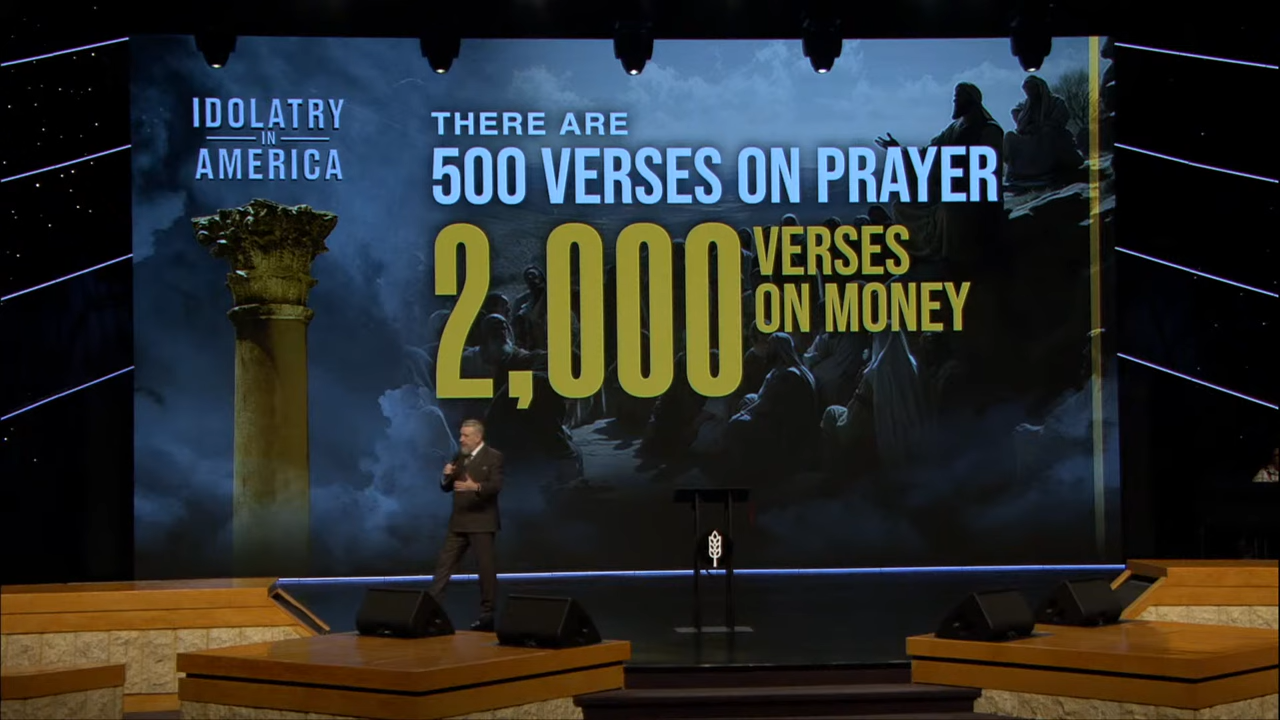 IDOLATRY
IN
AMERICA
THERE ARE
500 VERSES ON PRAYER
2,000 VERSES
ON MONEY